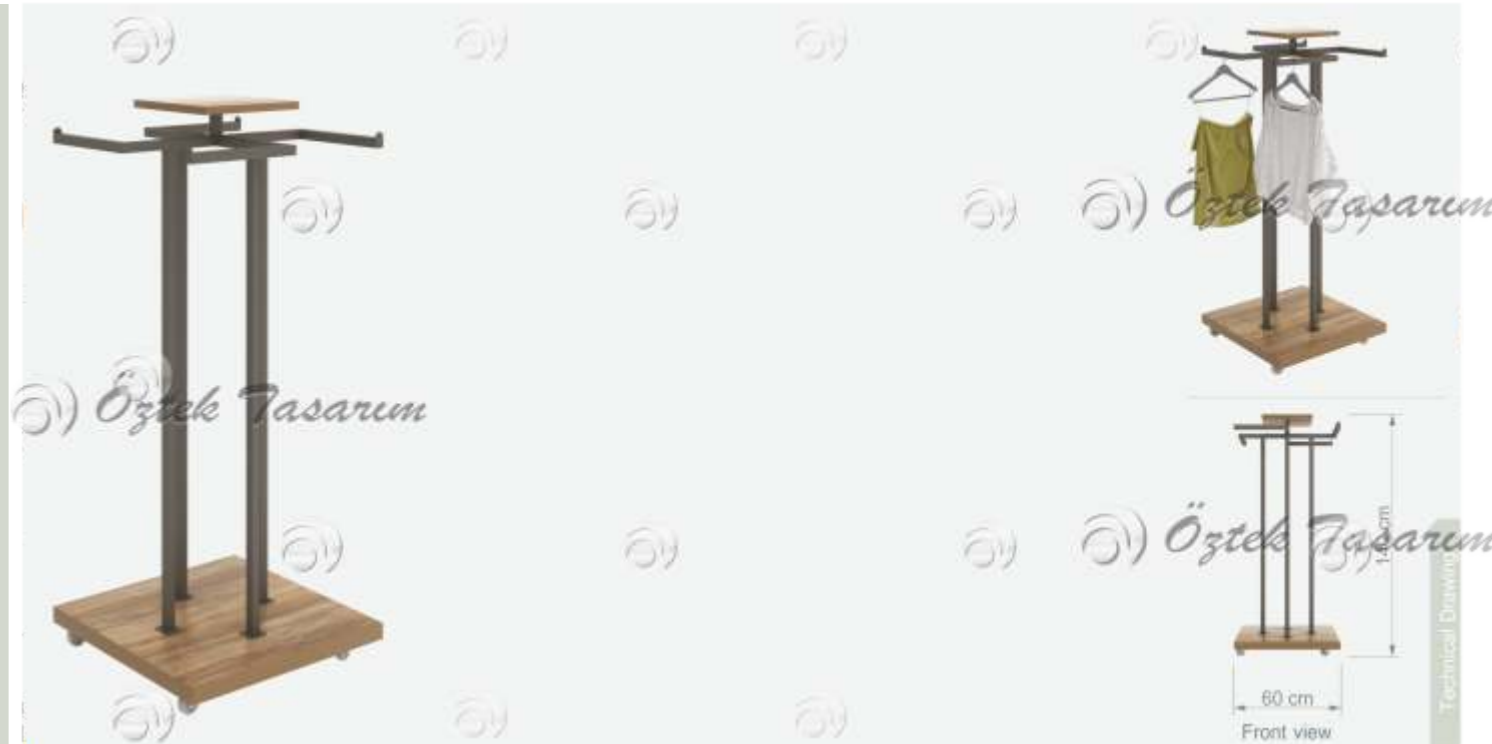 Öztek Tasarım
Öztek Tasarım
Öztek Tasarım
Technical Drawing
60 cm
Front view